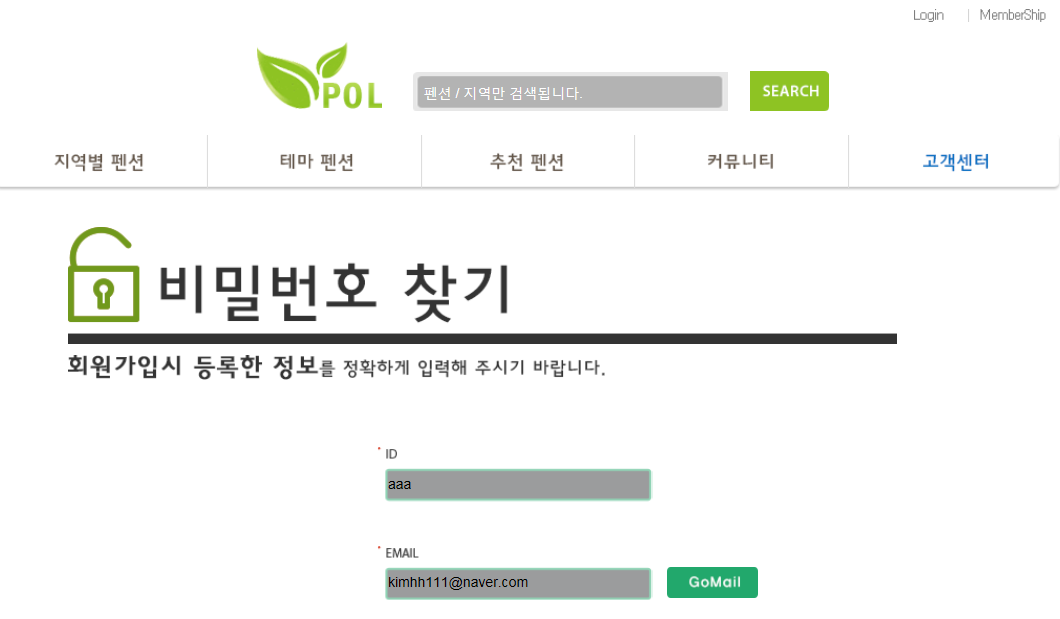 Login | MemberShip
POL
펜션 / 지역만 검색됩니다.
SEARCH
지역별 펜션 테마 펜션 추천 펜션 커뮤니티 고객센터
비밀번호 찾기
회원가입시 등록한 정보를 정확하게 입력해 주시기 바랍니다.
ID
aaa
EMAIL
kimhh111@naver.com GoMail